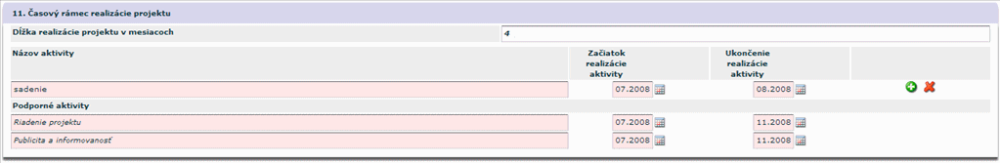 11. Časový rámec realizácie projektu
Dĺžka realizácie projektu v mesiacoch 4
Názov aktivity Začiatok realizácie aktivity Ukončenie realizácie aktivity
sadenie 07.2008 08.2008
Podporné aktivity
Riadenie projektu 07.2008 11.2008
Publicita a informovanosť 07.2008 11.2008